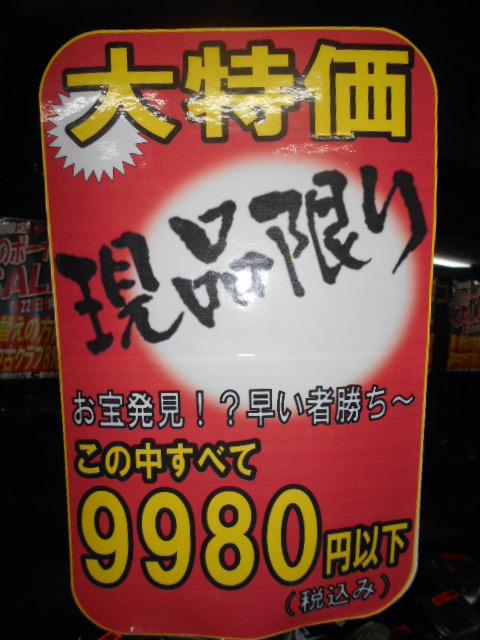 大特価
現品限り
お宝発見!?早い者勝ち～
この中すべて
9980円以下
(税込み)